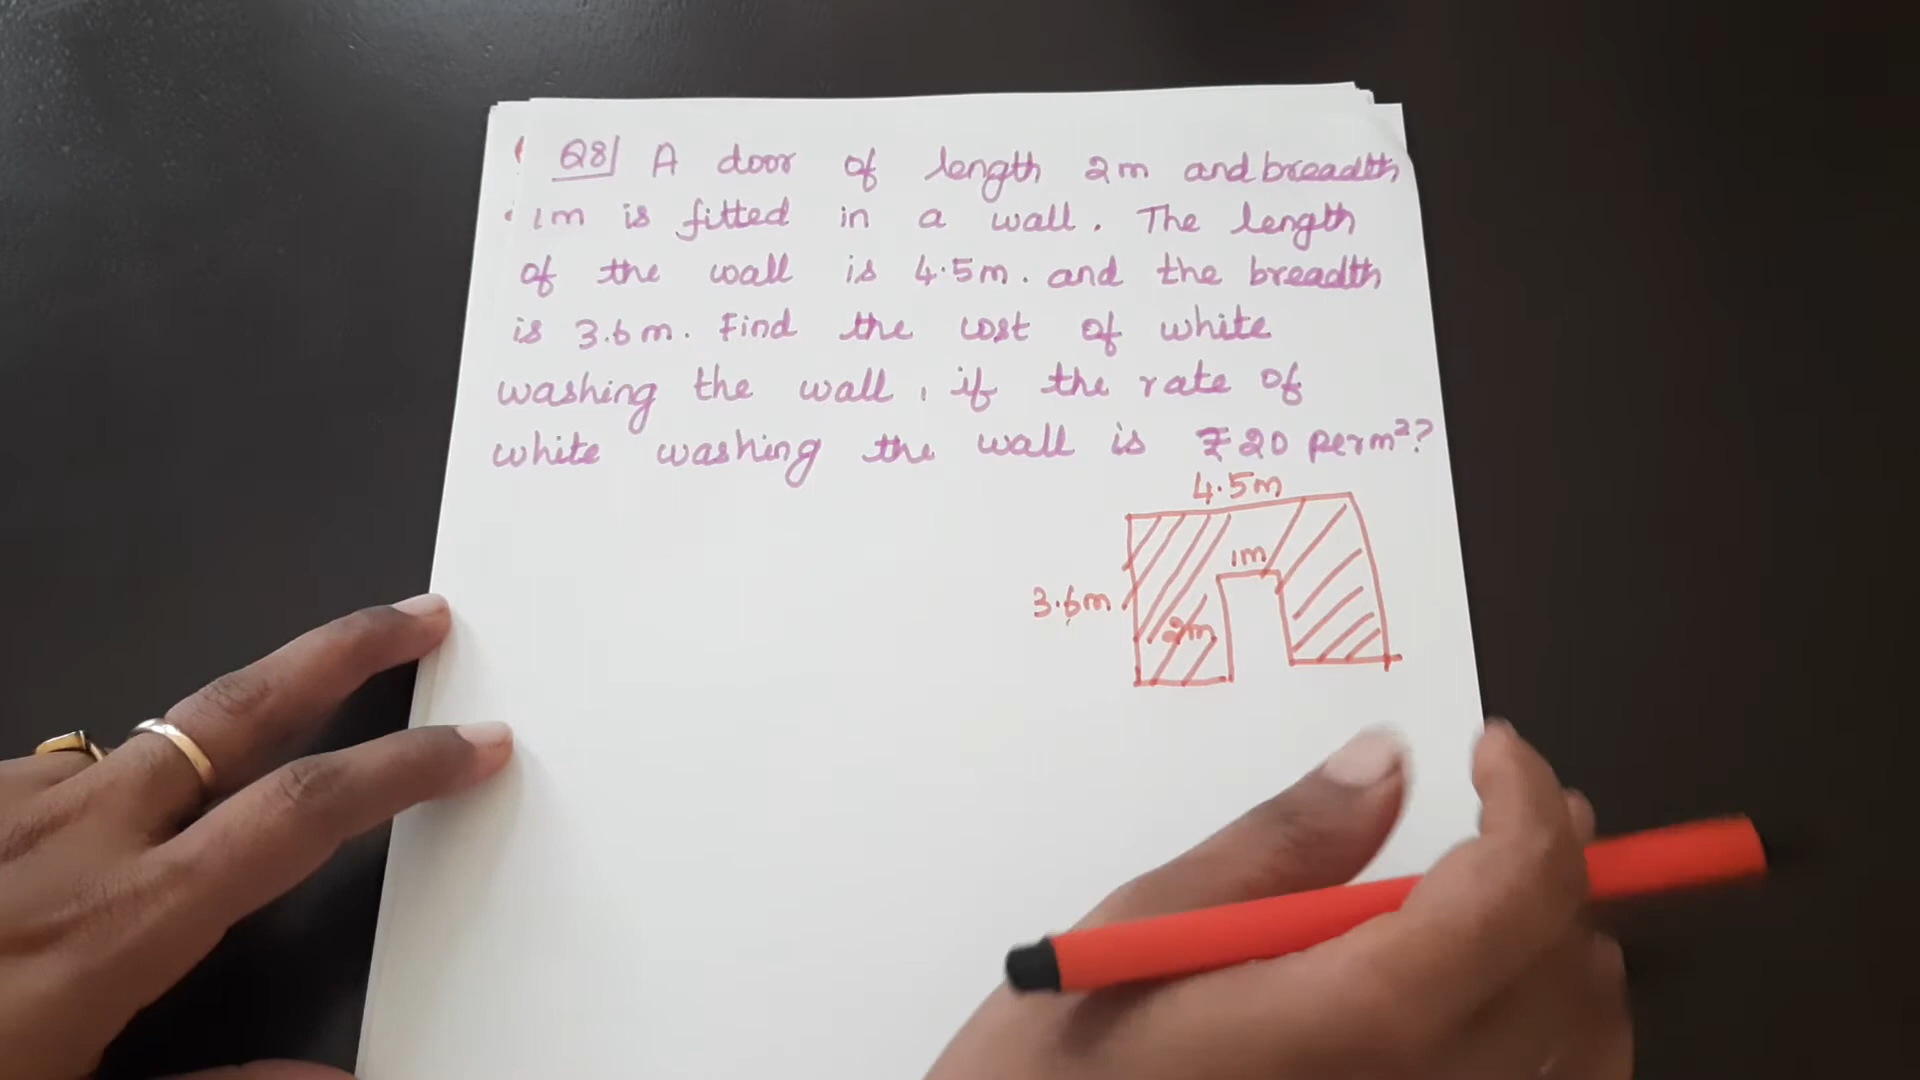 Q8| A door of length 2m and breadth
1m is fitted in a wall. The length
of the wall is 4.5m. and the breadth
is 3.6m. Find the cost of white
washing the wall, if the rate of
white washing the wall is ₹20 per m²?
4.5m
1m
3.6m
2m